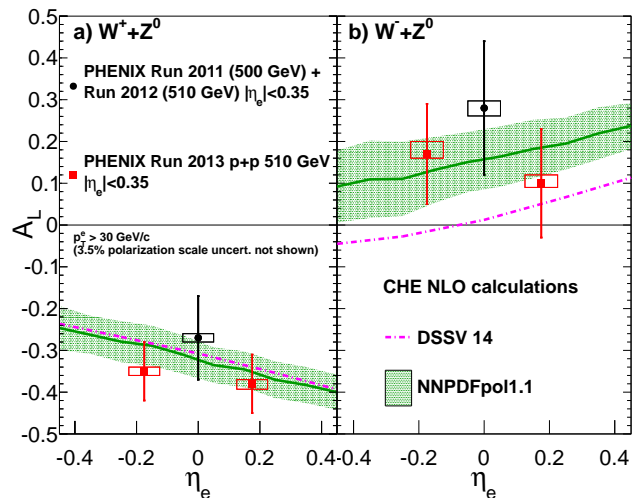 a) W⁺+Z⁰
b) W⁻+Z⁰
PHENIX Run 2011 (500 GeV) +
Run 2012 (510 GeV) |ηₑ|<0.35
PHENIX Run 2013 p+p 510 GeV
|ηₑ|<0.35
p_T^e > 30 GeV/c
(3.5% polarization scale uncert. not shown)
CHE NLO calculations
DSSV 14
NNPDFpol1.1
A_L
0.5
0.4
0.3
0.2
0.1
0
-0.1
-0.2
-0.3
-0.4
-0.5
-0.4 -0.2 0 0.2 0.4
-0.4 -0.2 0 0.2 0.4
ηₑ
ηₑ